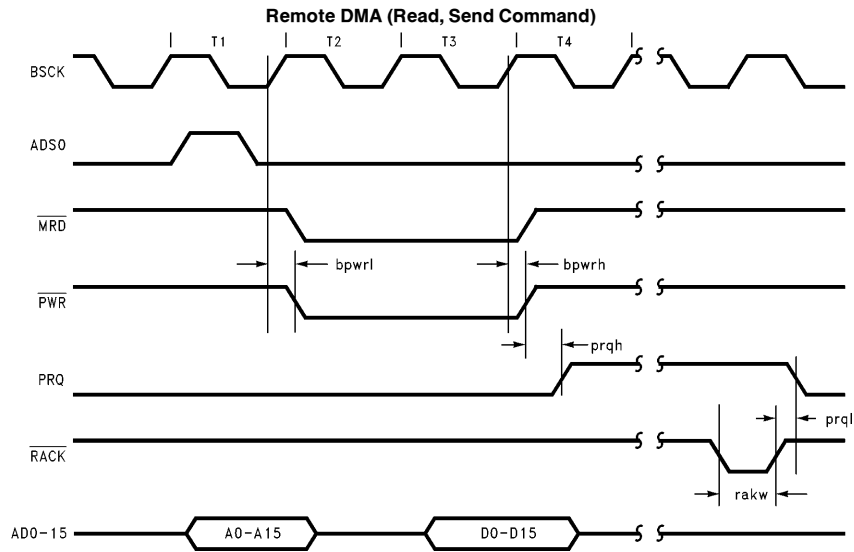 Remote DMA (Read, Send Command)
T1 T2 T3 T4
BSCK
ADS0
MRD
bpwrl bpwrh
PWR
prqh
PRQ
prql
RACK
rakw
AD0-15 A0-A15 D0-D15